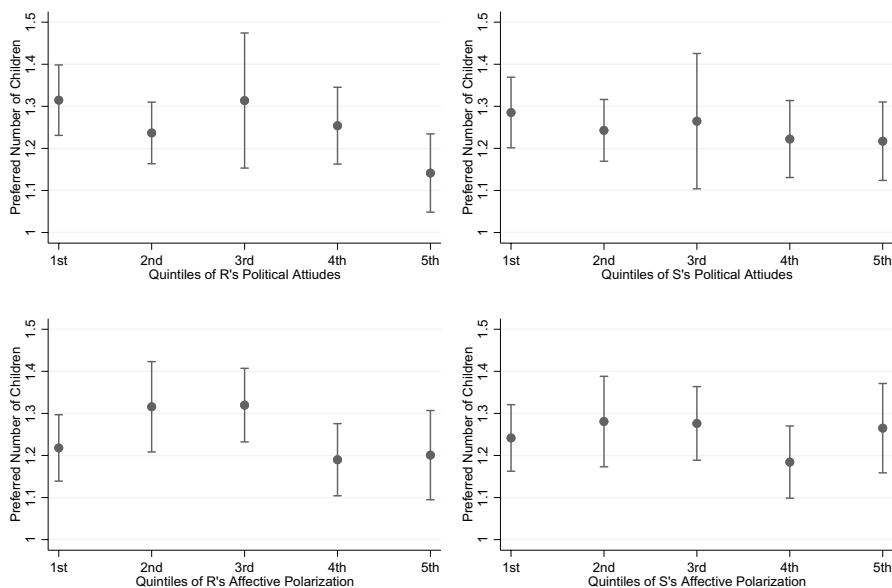 Preferred Number of Children
1.5
1.4
1.3
1.2
1.1
1
1st 2nd 3rd 4th 5th
Quintiles of R's Political Attiudes
Preferred Number of Children
1.5
1.4
1.3
1.2
1.1
1
1st 2nd 3rd 4th 5th
Quintiles of S's Political Attiudes
Preferred Number of Children
1.5
1.4
1.3
1.2
1.1
1
1st 2nd 3rd 4th 5th
Quintiles of R's Affective Polarization
Preferred Number of Children
1.5
1.4
1.3
1.2
1.1
1
1st 2nd 3rd 4th 5th
Quintiles of S's Affective Polarization